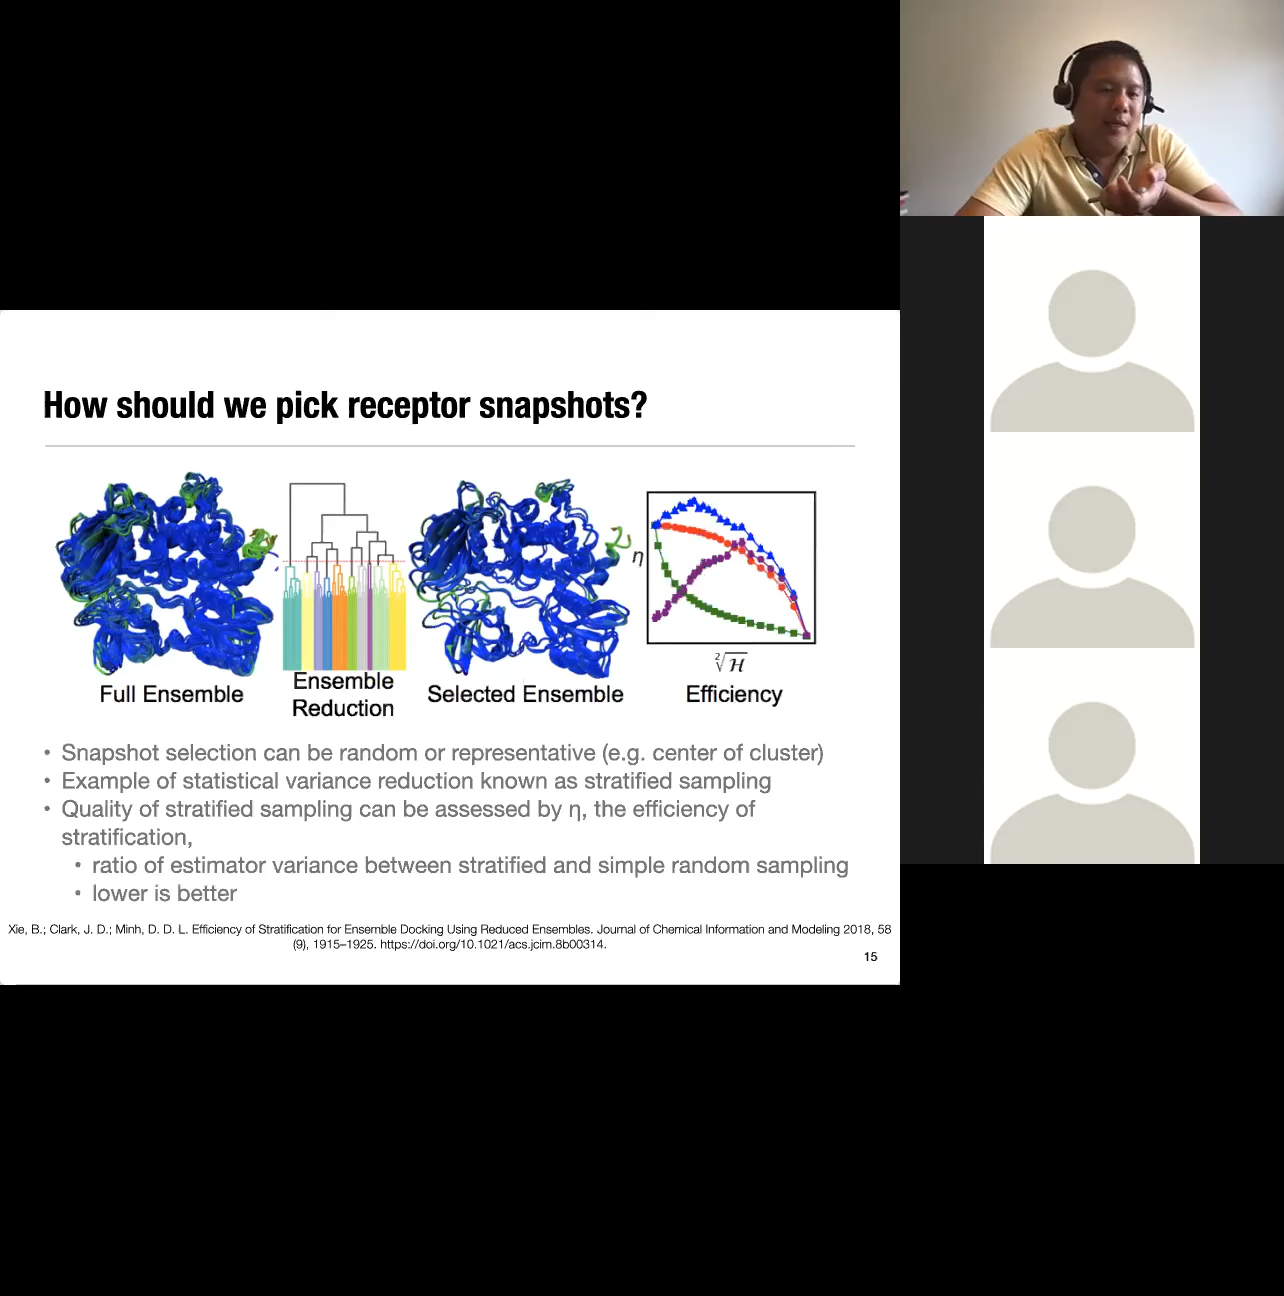 How should we pick receptor snapshots?
η
²√H
Full Ensemble
Ensemble
Reduction
Selected Ensemble
Efficiency
• Snapshot selection can be random or representative (e.g. center of cluster)
• Example of statistical variance reduction known as stratified sampling
• Quality of stratified sampling can be assessed by η, the efficiency of
stratification,
• ratio of estimator variance between stratified and simple random sampling
• lower is better
Xie, B.; Clark, J. D.; Minh, D. D. L. Efficiency of Stratification for Ensemble Docking Using Reduced Ensembles. Journal of Chemical Information and Modeling 2018, 58
(9), 1915–1925. https://doi.org/10.1021/acs.jcim.8b00314.
15